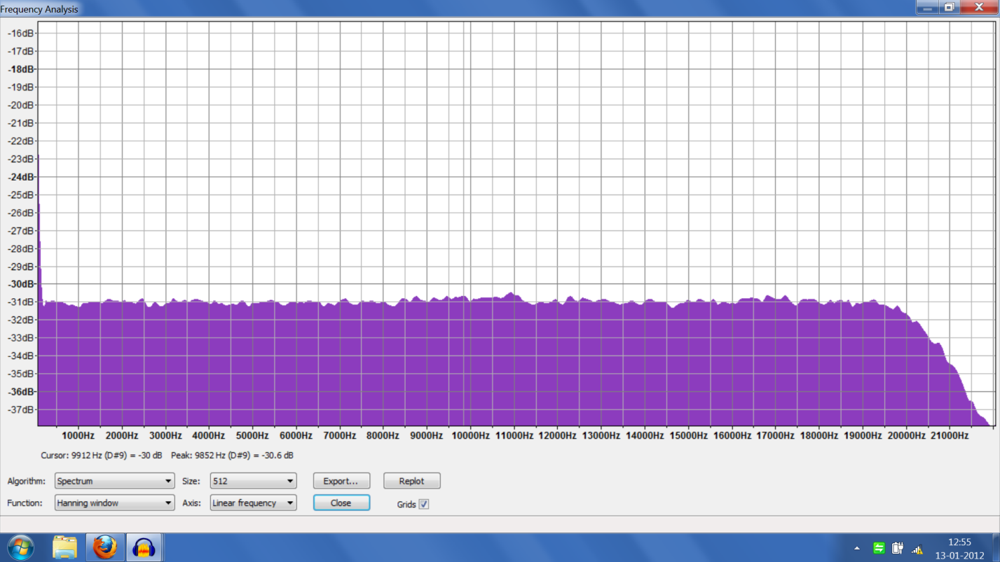 Frequency Analysis
-16dB
-17dB
-18dB
-19dB
-20dB
-21dB
-22dB
-23dB
-24dB
-25dB
-26dB
-27dB
-28dB
-29dB
-30dB
-31dB
-32dB
-33dB
-34dB
-35dB
-36dB
-37dB
1000Hz 2000Hz 3000Hz 4000Hz 5000Hz 6000Hz 7000Hz 8000Hz 9000Hz 10000Hz 11000Hz 12000Hz 13000Hz 14000Hz 15000Hz 16000Hz 17000Hz 18000Hz 19000Hz 20000Hz 21000Hz
Cursor: 9912 Hz (D#9) = -30 dB Peak: 9852 Hz (D#9) = -30.6 dB
Algorithm: Spectrum Size: 512 Export... Replot
Function: Hanning window Axis: Linear frequency Close Grids
12:55
13-01-2012